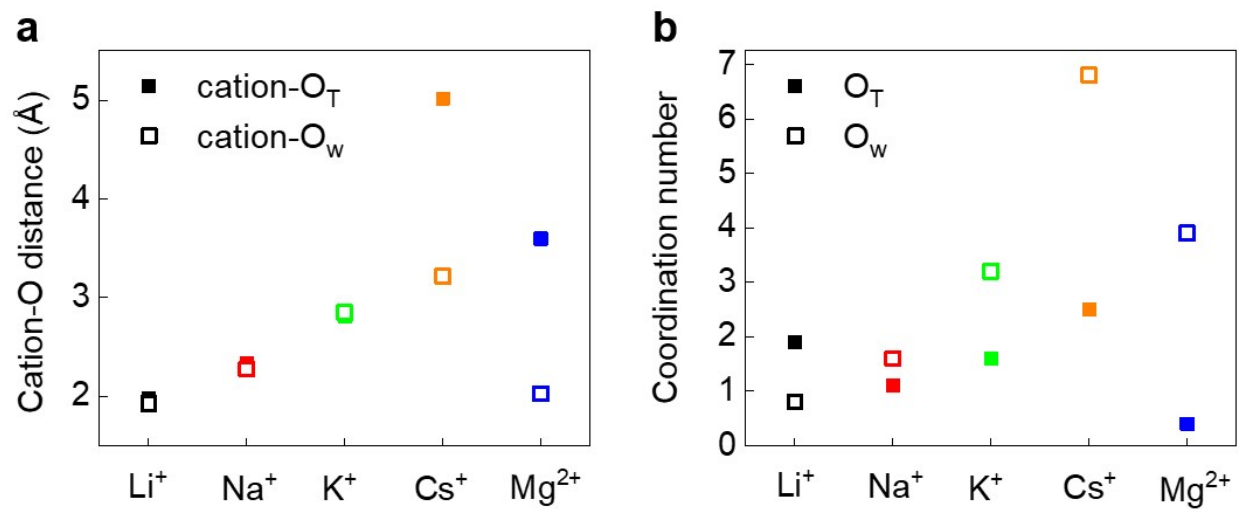 a
cation-O_T
cation-O_w
Cation-O distance (Å)
5
4
3
2
Li⁺ Na⁺ K⁺ Cs⁺ Mg²⁺
b
O_T
O_w
Coordination number
7
6
5
4
3
2
1
0
Li⁺ Na⁺ K⁺ Cs⁺ Mg²⁺